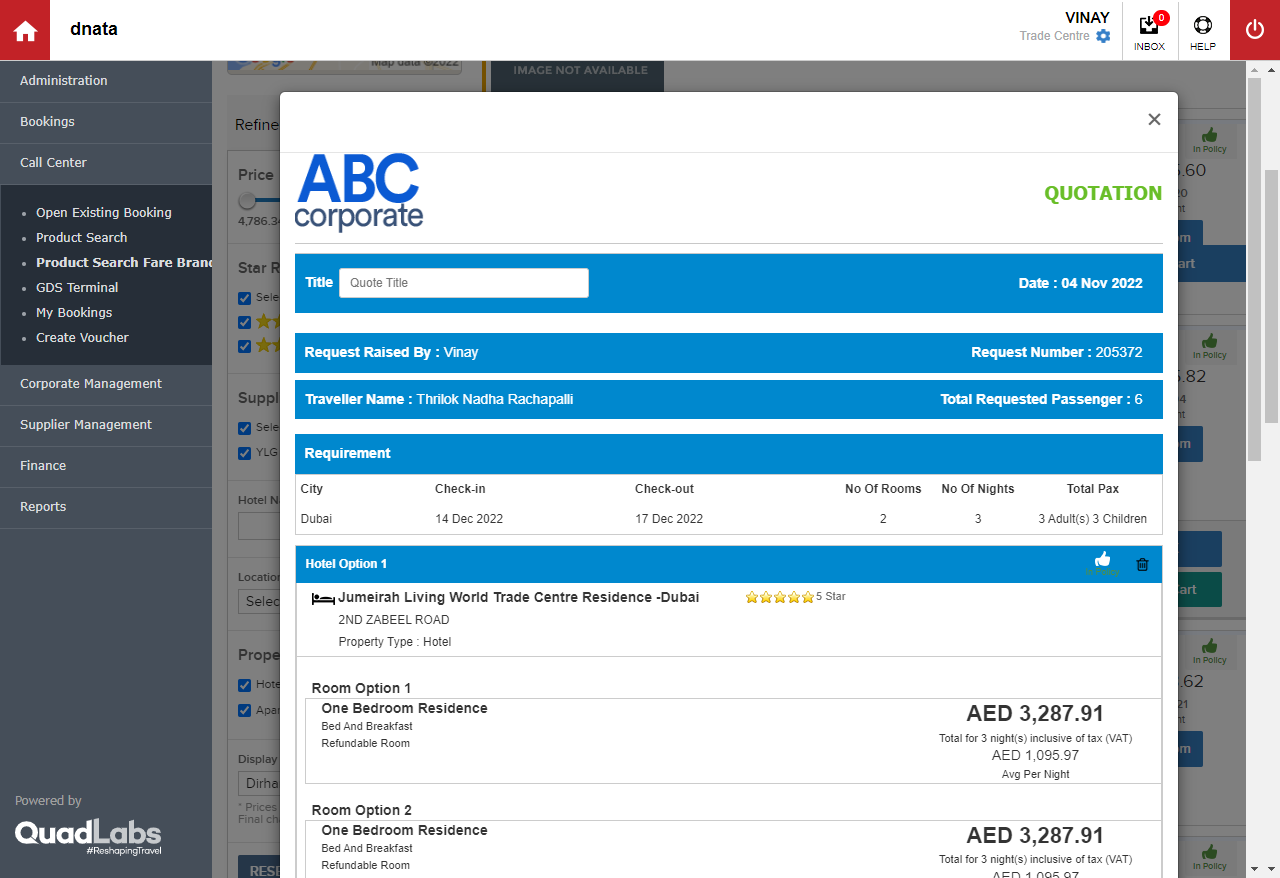 dnata
VINAY
Trade Centre
0
INBOX
HELP
Administration
Bookings
Call Center
Open Existing Booking
Product Search
Product Search Fare Brand
GDS Terminal
My Bookings
Create Voucher
Corporate Management
Supplier Management
Finance
Reports
Powered by
QuadLabs
#ReshapingTravel
Map data ©2022
IMAGE NOT AVAILABLE
Refine
Price
4,786.34
Star R
Sele
Suppl
Sele
YLG
Hotel N
Location
Selec
Prope
Hote
Apar
Display
Dirha
* Prices
Final ch
RESE
×
ABC
corporate
QUOTATION
Title
Quote Title
Date : 04 Nov 2022
Request Raised By : Vinay
Request Number : 205372
Traveller Name : Thrilok Nadha Rachapalli
Total Requested Passenger : 6
Requirement
City Check-in Check-out No Of Rooms No Of Nights Total Pax
Dubai 14 Dec 2022 17 Dec 2022 2 3 3 Adult(s) 3 Children
Hotel Option 1
In Policy
Jumeirah Living World Trade Centre Residence -Dubai
5 Star
2ND ZABEEL ROAD
Property Type : Hotel
Room Option 1
One Bedroom Residence
Bed And Breakfast
Refundable Room
AED 3,287.91
Total for 3 night(s) inclusive of tax (VAT)
AED 1,095.97
Avg Per Night
Room Option 2
One Bedroom Residence
Bed And Breakfast
Refundable Room
AED 3,287.91
Total for 3 night(s) inclusive of tax (VAT)
AED 1,095.97
In Policy
5.60
20
nt
om
art
In Policy
5.82
4
nt
om
Cart
In Policy
.62
21
nt
om
In Policy